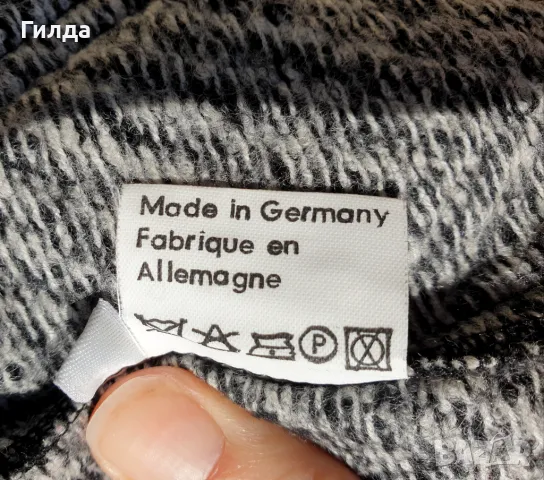 Гилда
Made in Germany
Fabrique en
Allemagne
P